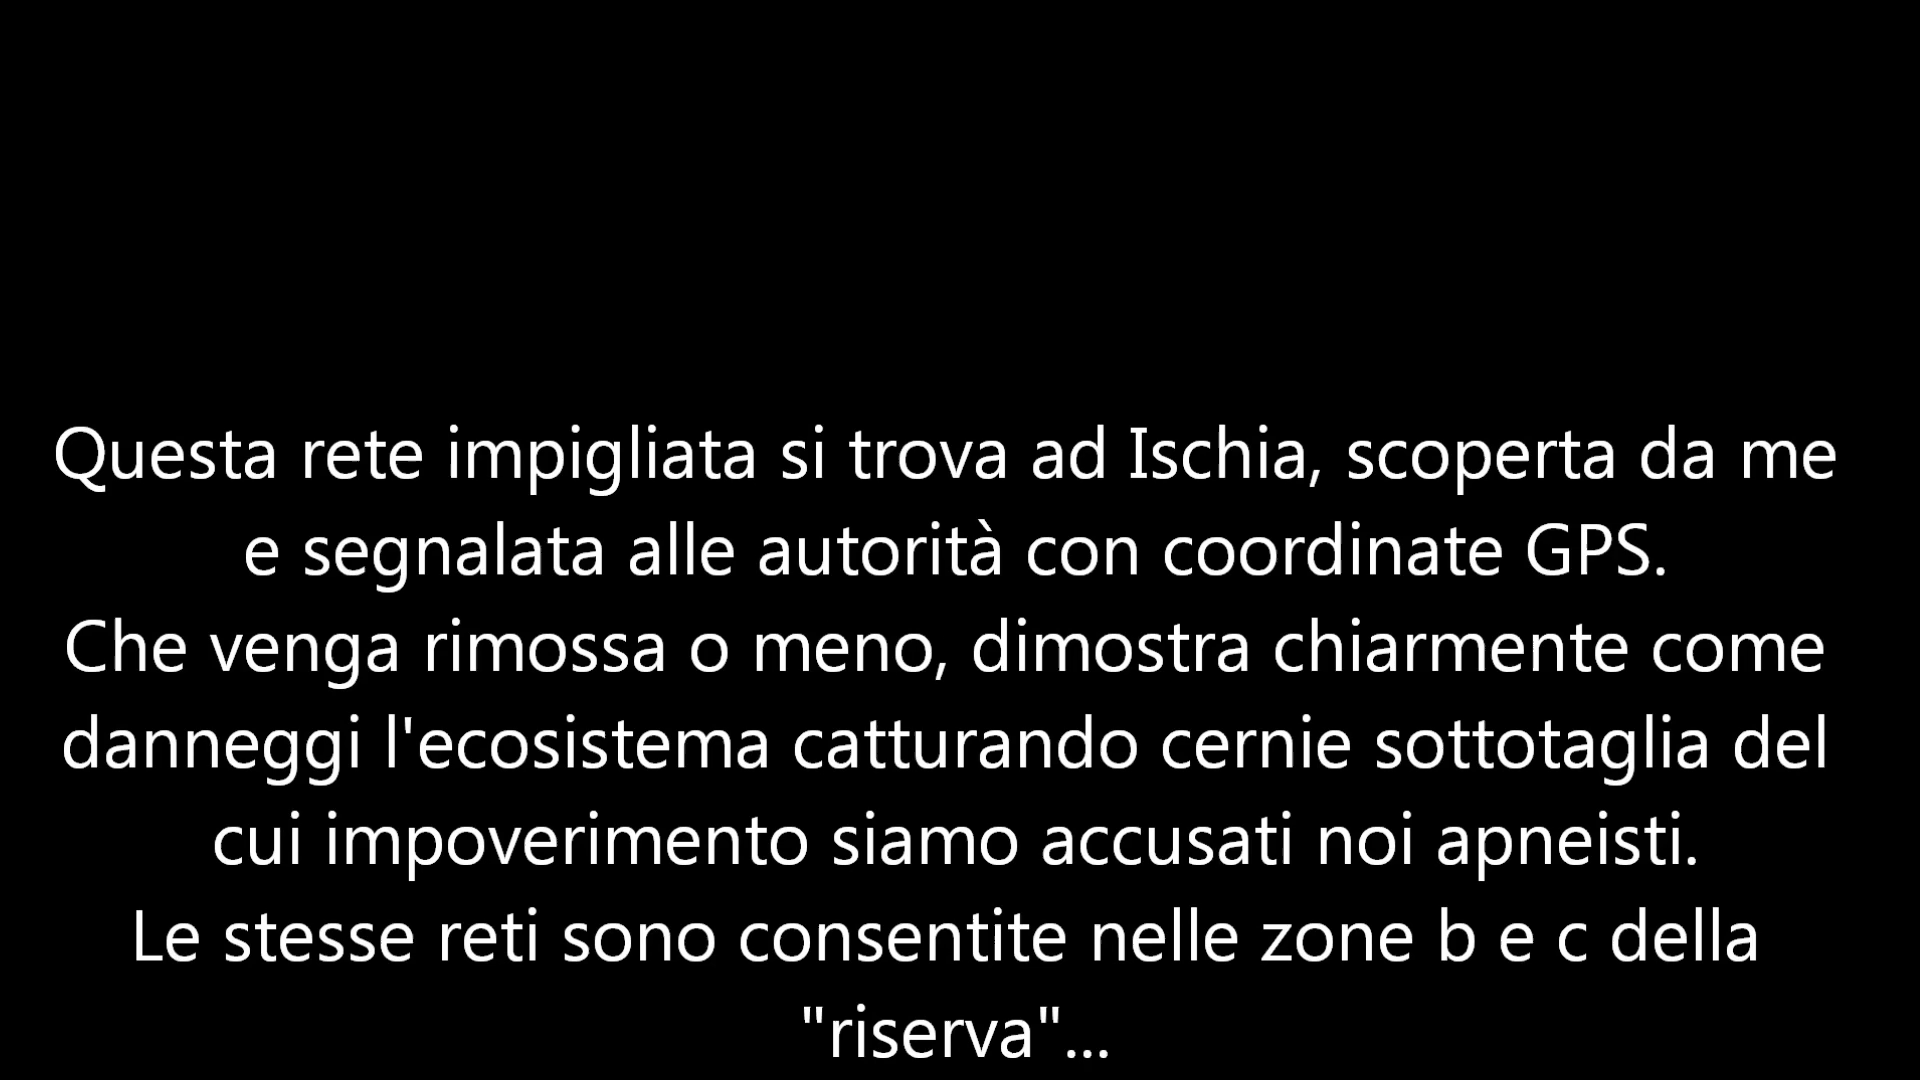 Questa rete impigliata si trova ad Ischia, scoperta da me
e segnalata alle autorità con coordinate GPS.
Che venga rimossa o meno, dimostra chiarmente come
danneggi l'ecosistema catturando cernie sottotaglia del
cui impoverimento siamo accusati noi apneisti.
Le stesse reti sono consentite nelle zone b e c della
"riserva"...